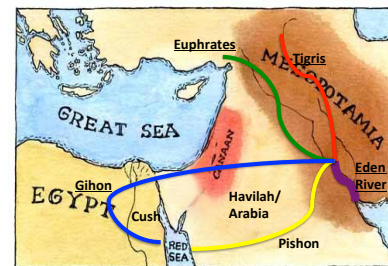 Euphrates
Tigris
MESOPOTAMIA
GREAT SEA
CANAAN
Eden
River
Gihon
EGYPT
Cush
Havilah/
Arabia
RED
SEA
Pishon